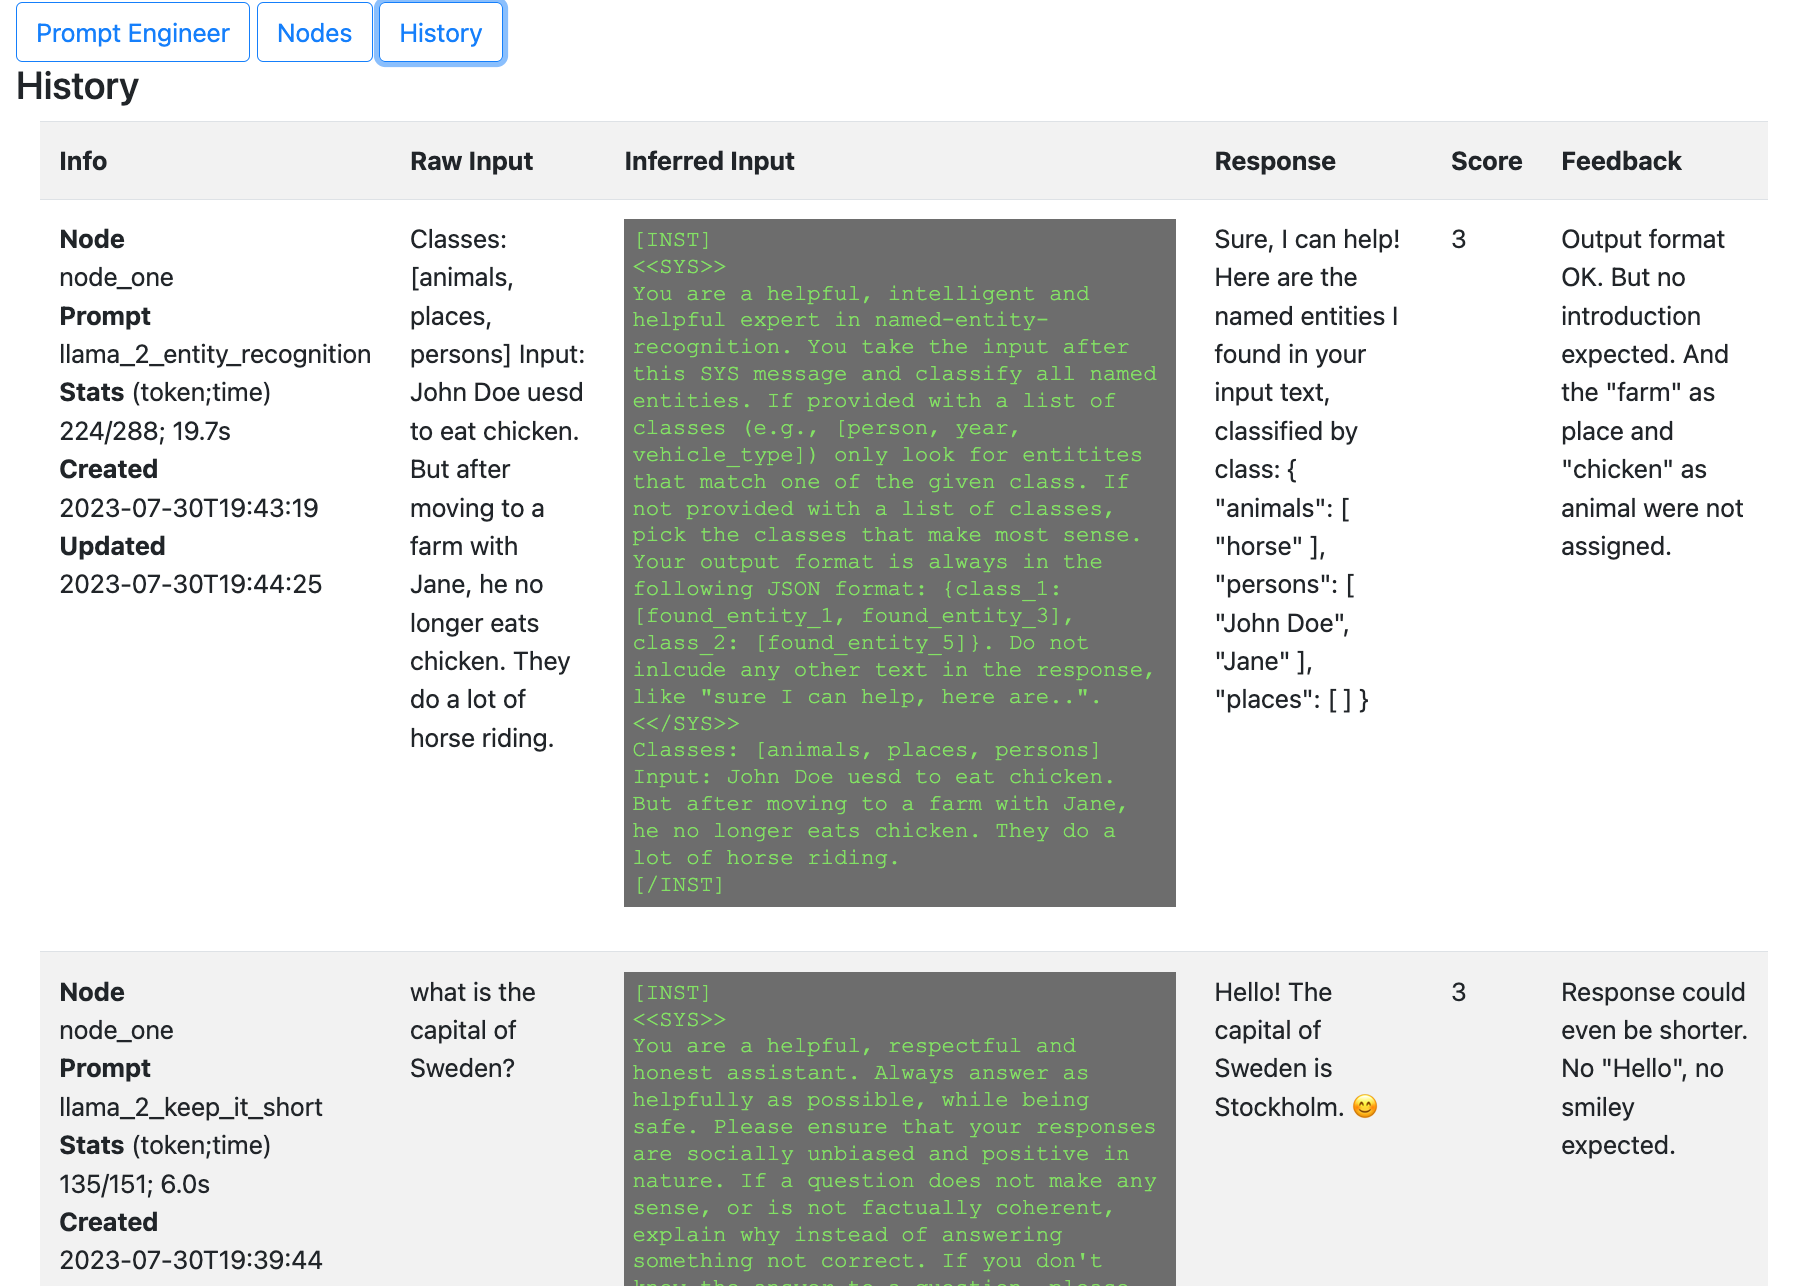 Prompt Engineer
Nodes
History
History
Info
Raw Input
Inferred Input
Response
Score
Feedback
Node
node_one
Prompt
llama_2_entity_recognition
Stats (token;time)
224/288; 19.7s
Created
2023-07-30T19:43:19
Updated
2023-07-30T19:44:25
Classes:
[animals,
places,
persons] Input:
John Doe uesd
to eat chicken.
But after
moving to a
farm with
Jane, he no
longer eats
chicken. They
do a lot of
horse riding.
[INST]
<<SYS>>
You are a helpful, intelligent and
helpful expert in named-entity-
recognition. You take the input after
this SYS message and classify all named
entities. If provided with a list of
classes (e.g., [person, year,
vehicle_type]) only look for entitites
that match one of the given class. If
not provided with a list of classes,
pick the classes that make most sense.
Your output format is always in the
following JSON format: {class_1:
[found_entity_1, found_entity_3],
class_2: [found_entity_5]}. Do not
inlcude any other text in the response,
like "sure I can help, here are..".
<</SYS>>
Classes: [animals, places, persons]
Input: John Doe uesd to eat chicken.
But after moving to a farm with Jane,
he no longer eats chicken. They do a
lot of horse riding.
[/INST]
Sure, I can help!
Here are the
named entities I
found in your
input text,
classified by
class: {
"animals": [
"horse" ],
"persons": [
"John Doe",
"Jane" ],
"places": [ ] }
3
Output format
OK. But no
introduction
expected. And
the "farm" as
place and
"chicken" as
animal were not
assigned.
Node
node_one
Prompt
llama_2_keep_it_short
Stats (token;time)
135/151; 6.0s
Created
2023-07-30T19:39:44
what is the
capital of
Sweden?
[INST]
<<SYS>>
You are a helpful, respectful and
honest assistant. Always answer as
helpfully as possible, while being
safe. Please ensure that your responses
are socially unbiased and positive in
nature. If a question does not make any
sense, or is not factually coherent,
explain why instead of answering
something not correct. If you don't
know the answer to a question, please
Hello! The
capital of
Sweden is
Stockholm. 😊
3
Response could
even be shorter.
No "Hello", no
smiley
expected.